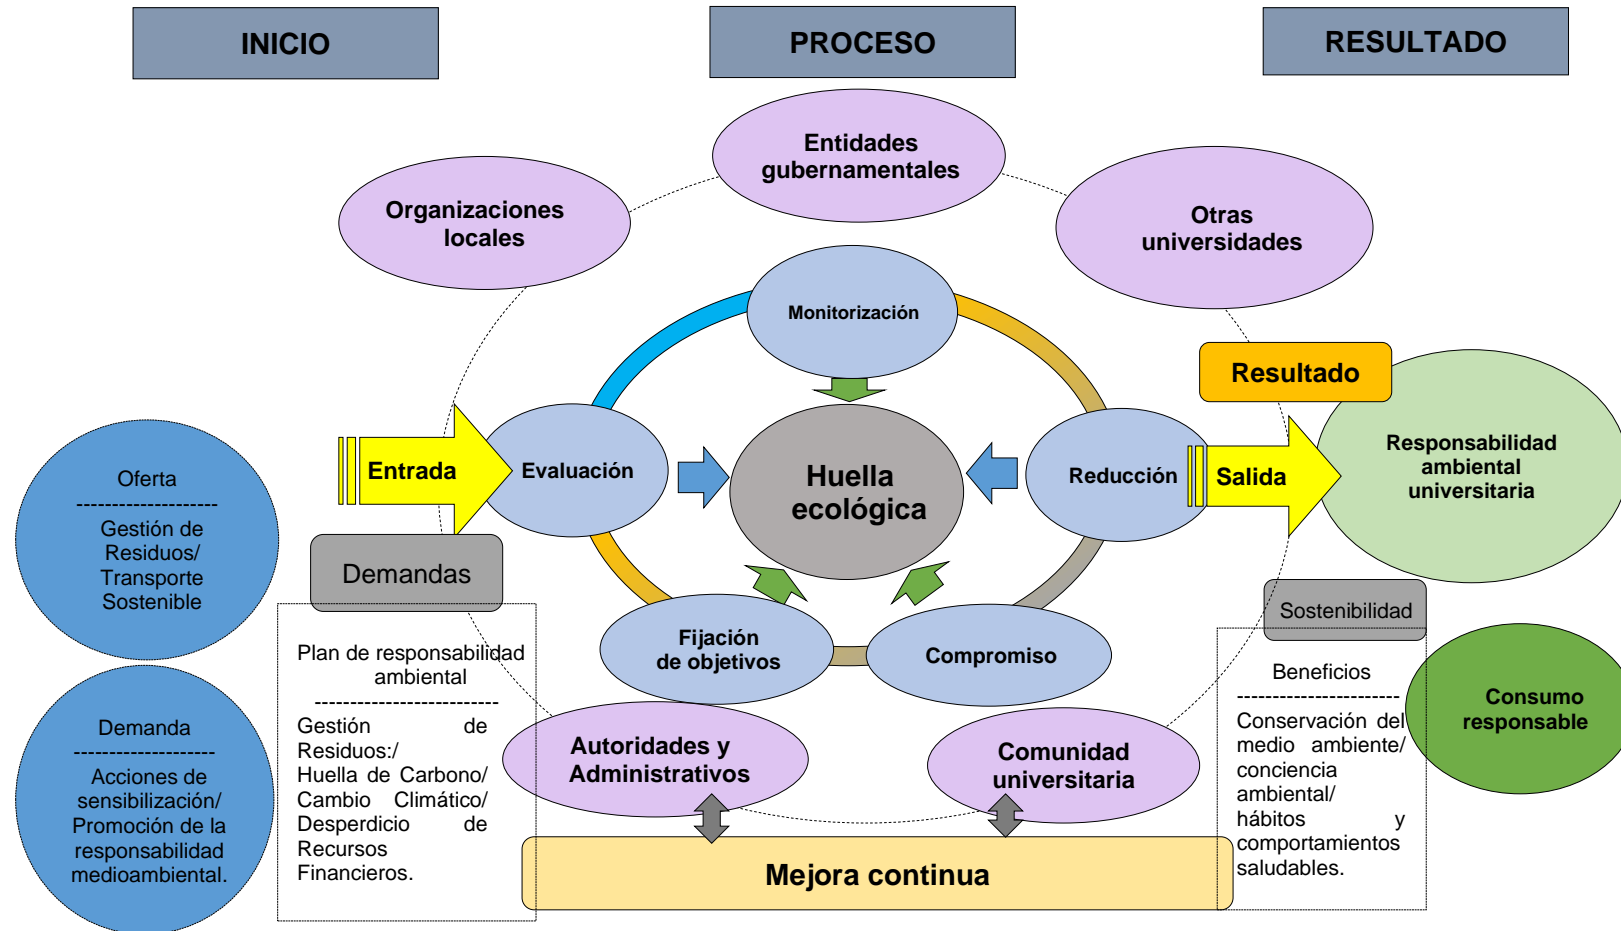 INICIO
PROCESO
RESULTADO
Entidades
gubernamentales
Organizaciones
locales
Otras
universidades
Monitorización
Resultado
Entrada
Evaluación
Huella
ecológica
Reducción
Salida
Responsabilidad
ambiental
universitaria
Oferta
---------------------
Gestión de
Residuos/
Transporte
Sostenible
Demandas
Plan de responsabilidad
ambiental
---------------------------
Gestión de
Residuos:/
Huella de Carbono/
Cambio Climático/
Desperdicio de
Recursos
Financieros.
Fijación
de objetivos
Compromiso
Sostenibilidad
Beneficios
------------------------
Conservación del
medio ambiente/
conciencia
ambiental/
hábitos y
comportamientos
saludables.
Consumo
responsable
Demanda
--------------------
Acciones de
sensibilización/
Promoción de la
responsabilidad
medioambiental.
Autoridades y
Administrativos
Comunidad
universitaria
Mejora continua